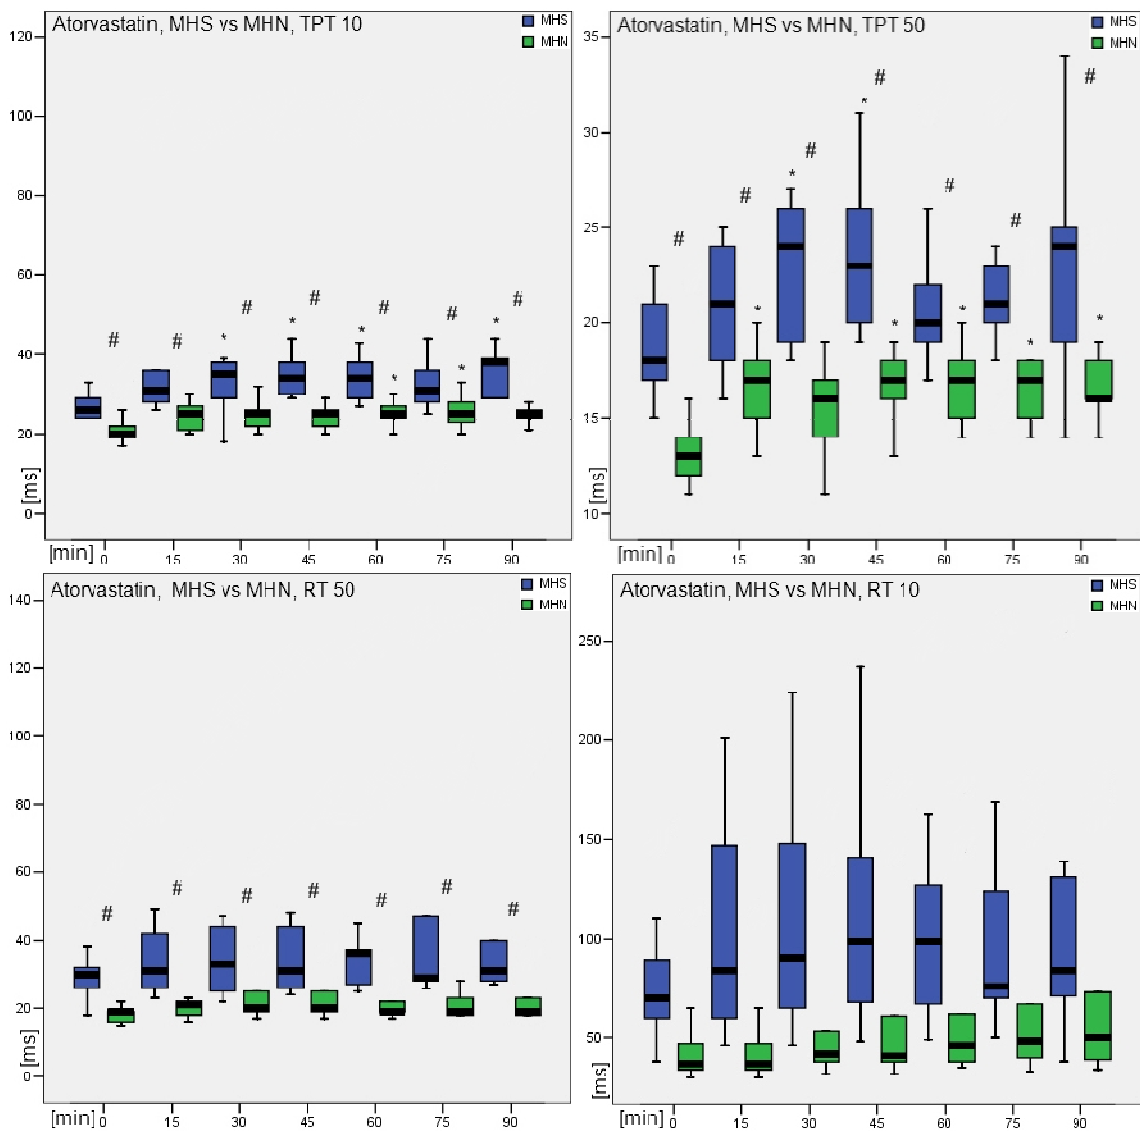 Atorvastatin, MHS vs MHN, TPT 10
MHS
MHN
120
100
80
60
40
20
0
[ms]
# # # # # # #
* * * * * *
[min] 0 15 30 45 60 75 90
Atorvastatin, MHS vs MHN, TPT 50
MHS
MHN
35
30
25
20
15
10
[ms]
# # # # # # #
* * * * * * *
[min] 0 15 30 45 60 75 90
Atorvastatin, MHS vs MHN, RT 50
MHS
MHN
140
120
100
80
60
40
20
0
[ms]
# # # # # # #
[min] 0 15 30 45 60 75 90
Atorvastatin, MHS vs MHN, RT 10
MHS
MHN
250
200
150
100
50
[ms]
[min] 0 15 30 45 60 75 90